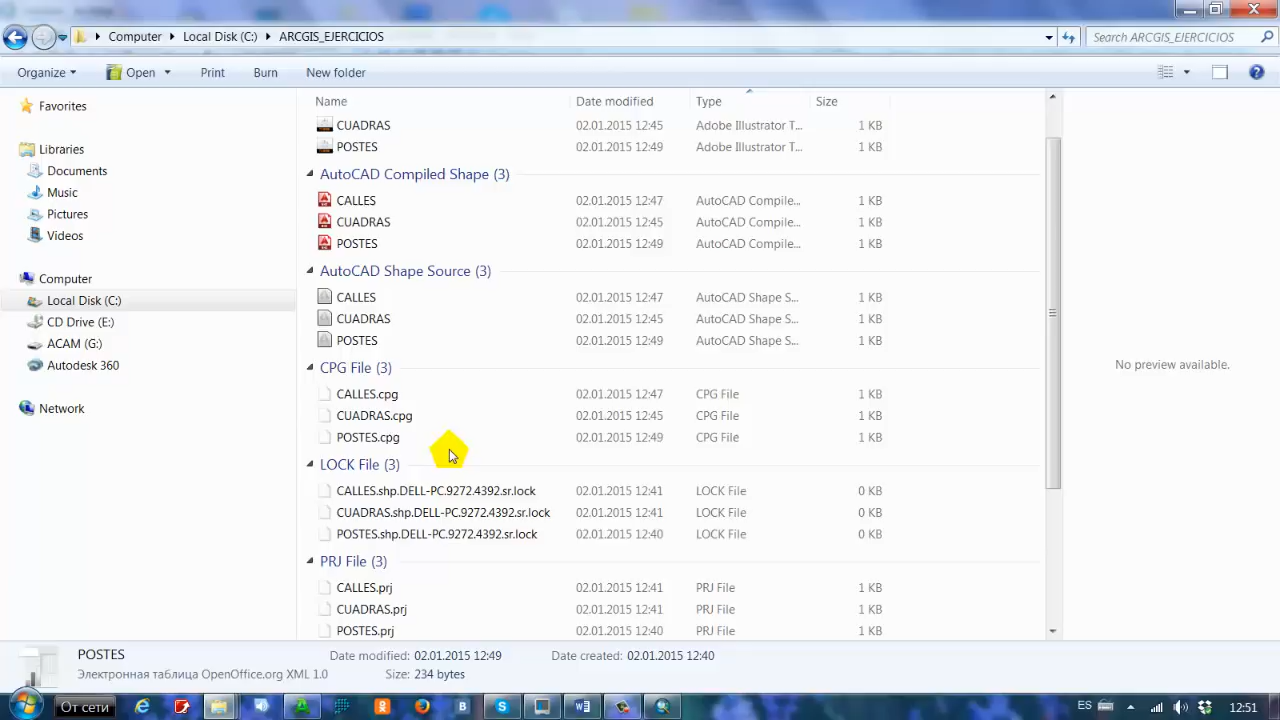 Computer Local Disk (C:) ARCGIS_EJERCICIOS Search ARCGIS_EJERCICIOS
Organize Open Print Burn New folder
Favorites
Libraries
Documents
Music
Pictures
Videos
Computer
Local Disk (C:)
CD Drive (E:)
ACAM (G:)
Autodesk 360
Network
Name Date modified Type Size
CUADRAS 02.01.2015 12:45 Adobe Illustrator T... 1 KB
POSTES 02.01.2015 12:49 Adobe Illustrator T... 1 KB
AutoCAD Compiled Shape (3)
CALLES 02.01.2015 12:47 AutoCAD Compile... 1 KB
CUADRAS 02.01.2015 12:45 AutoCAD Compile... 1 KB
POSTES 02.01.2015 12:49 AutoCAD Compile... 1 KB
AutoCAD Shape Source (3)
CALLES 02.01.2015 12:47 AutoCAD Shape S... 1 KB
CUADRAS 02.01.2015 12:45 AutoCAD Shape S... 1 KB
POSTES 02.01.2015 12:49 AutoCAD Shape S... 1 KB
CPG File (3)
CALLES.cpg 02.01.2015 12:47 CPG File 1 KB
CUADRAS.cpg 02.01.2015 12:45 CPG File 1 KB
POSTES.cpg 02.01.2015 12:49 CPG File 1 KB
LOCK File (3)
CALLES.shp.DELL-PC.9272.4392.sr.lock 02.01.2015 12:41 LOCK File 0 KB
CUADRAS.shp.DELL-PC.9272.4392.sr.lock 02.01.2015 12:41 LOCK File 0 KB
POSTES.shp.DELL-PC.9272.4392.sr.lock 02.01.2015 12:40 LOCK File 0 KB
PRJ File (3)
CALLES.prj 02.01.2015 12:41 PRJ File 1 KB
CUADRAS.prj 02.01.2015 12:41 PRJ File 1 KB
POSTES.prj 02.01.2015 12:40 PRJ File 1 KB
No preview available.
POSTES Date modified: 02.01.2015 12:49 Date created: 02.01.2015 12:40
Электронная таблица OpenOffice.org XML 1.0 Size: 234 bytes
От сети ES 12:51